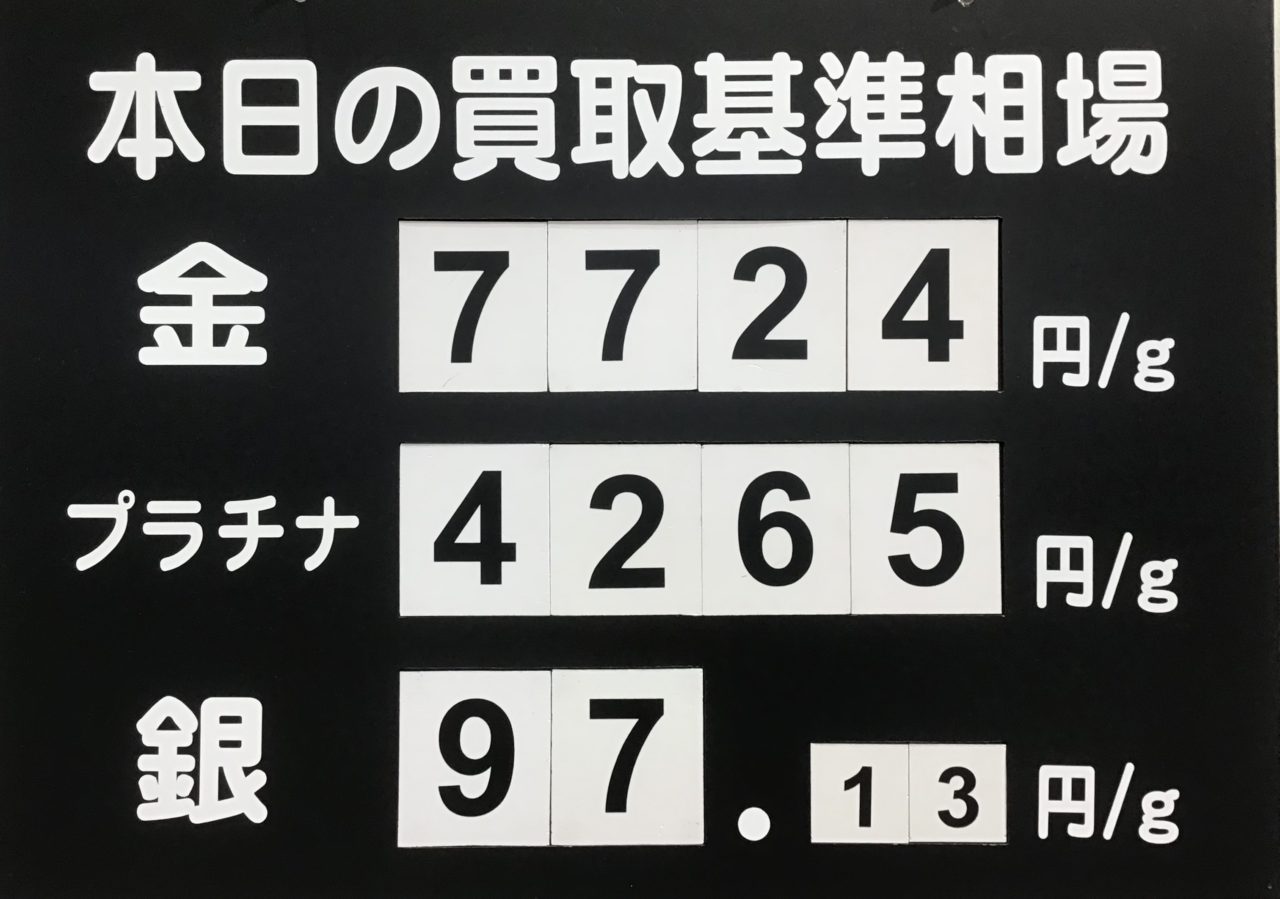 本日の買取基準相場
金 7724 円/g
プラチナ 4265 円/g
銀 97.13 円/g